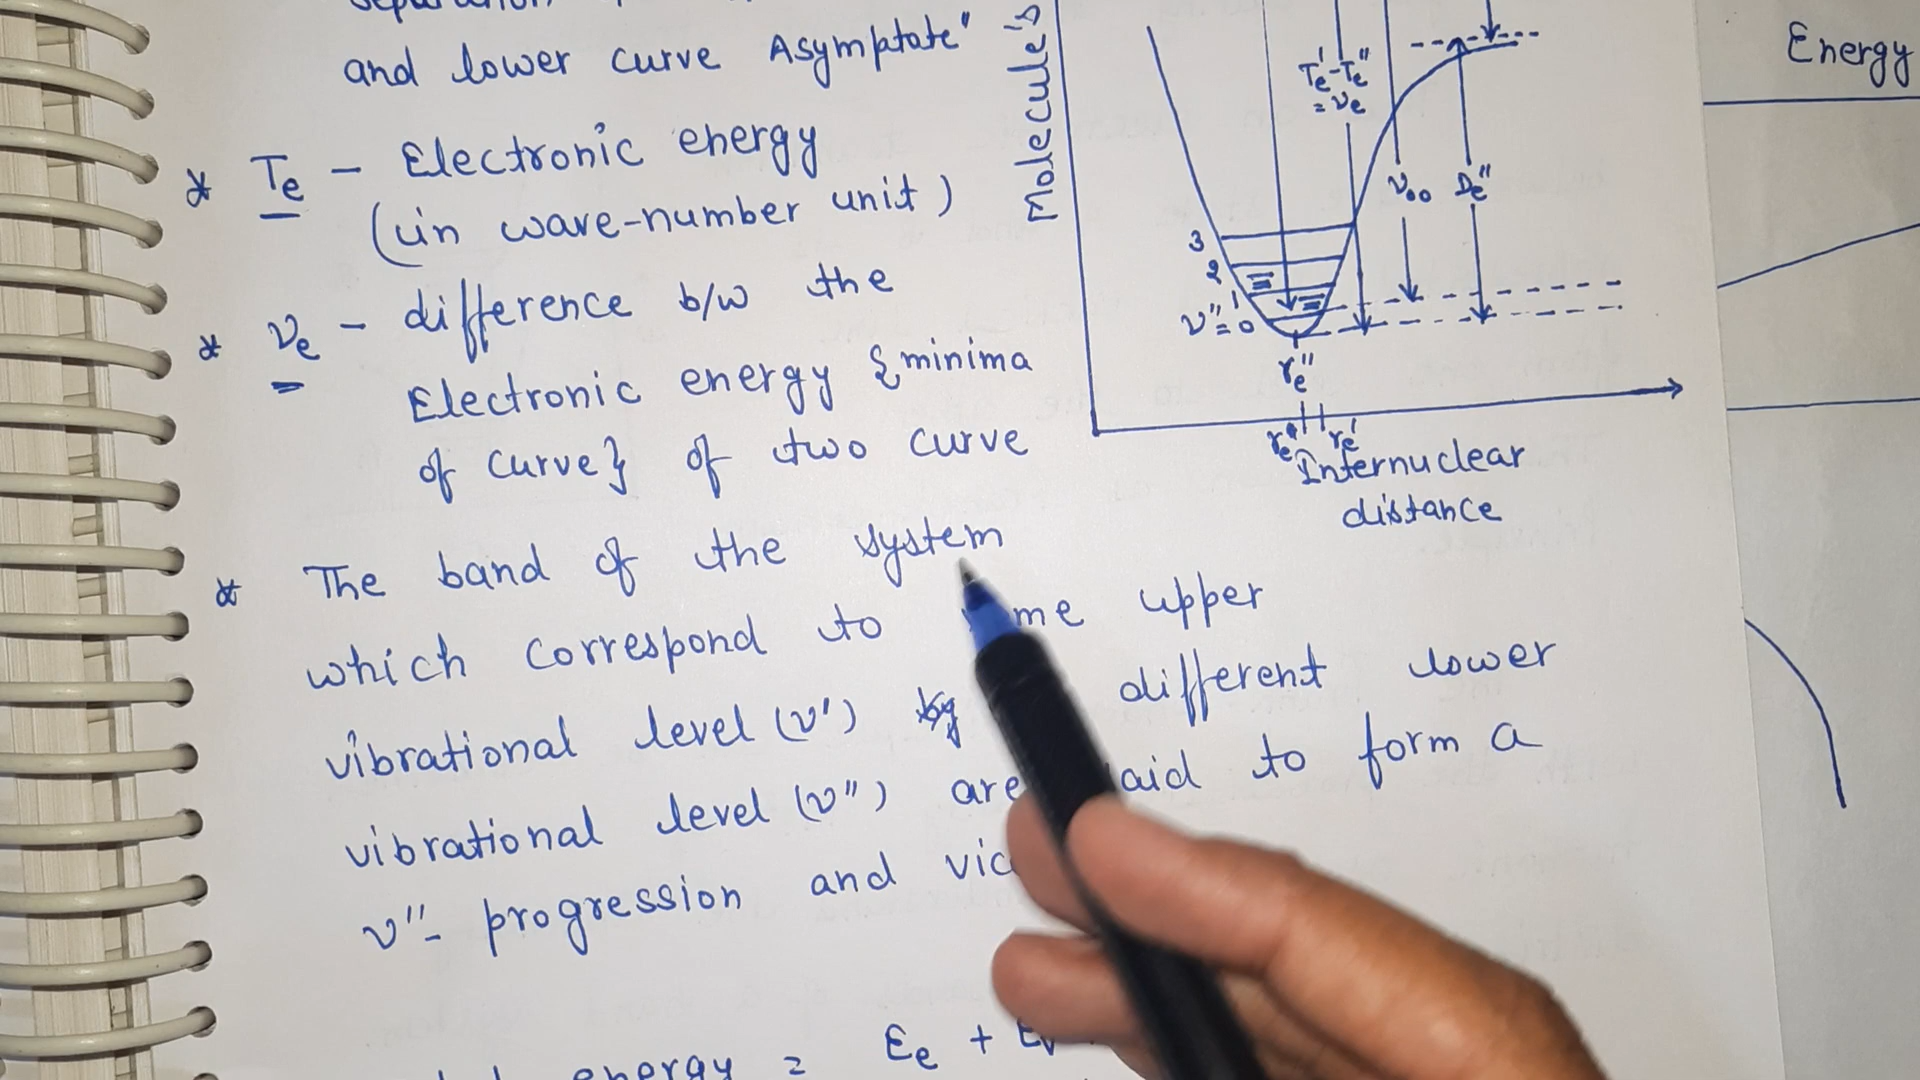 and lower curve Asymptate"
* Te - Electronic energy
(in wave-number unit)
* νe - difference b/w the
Electronic energy {minima
of curve} of two curve
* The band of the system
which correspond to me upper
vibrational level (v') different lower
vibrational level (v") are aid to form a
v"- progression and
energy = Ee + Ev
Molecule's
Te'-Te"
= νe
ν00 De"
3
2
1
v"=0
re"
re" re'
Internuclear
distance
Energy